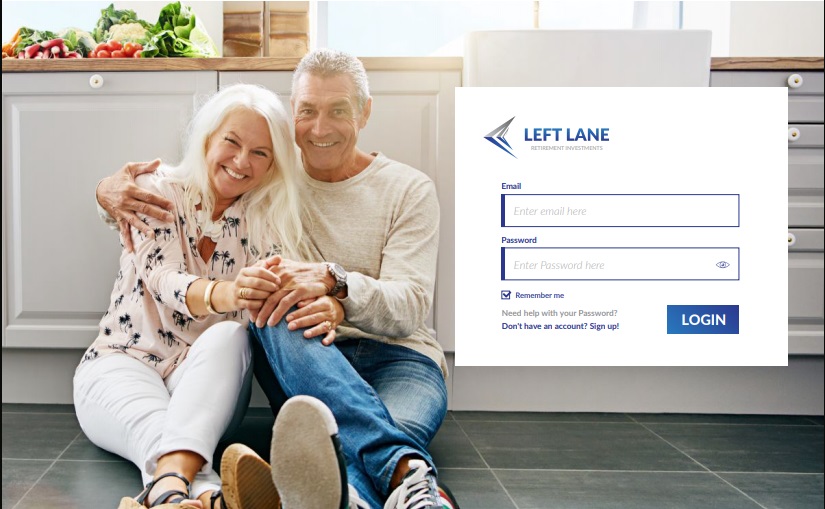 LEFT LANE
RETIREMENT INVESTMENTS
Email
Enter email here
Password
Enter Password here
Remember me
Need help with your Password?
Don't have an account? Sign up!
LOGIN